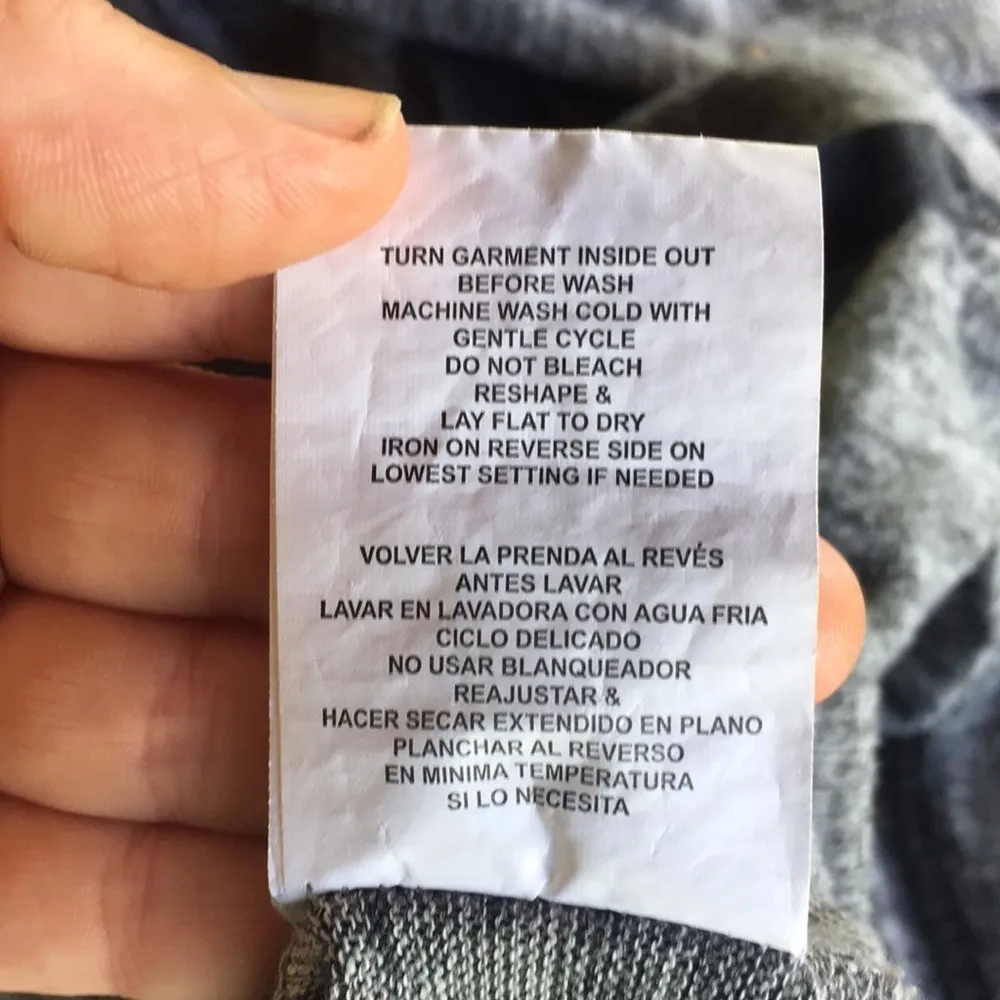 TURN GARMENT INSIDE OUT
BEFORE WASH
MACHINE WASH COLD WITH
GENTLE CYCLE
DO NOT BLEACH
RESHAPE &
LAY FLAT TO DRY
IRON ON REVERSE SIDE ON
LOWEST SETTING IF NEEDED
VOLVER LA PRENDA AL REVÉS
ANTES LAVAR
LAVAR EN LAVADORA CON AGUA FRIA
CICLO DELICADO
NO USAR BLANQUEADOR
REAJUSTAR &
HACER SECAR EXTENDIDO EN PLANO
PLANCHAR AL REVERSO
EN MINIMA TEMPERATURA
SI LO NECESITA